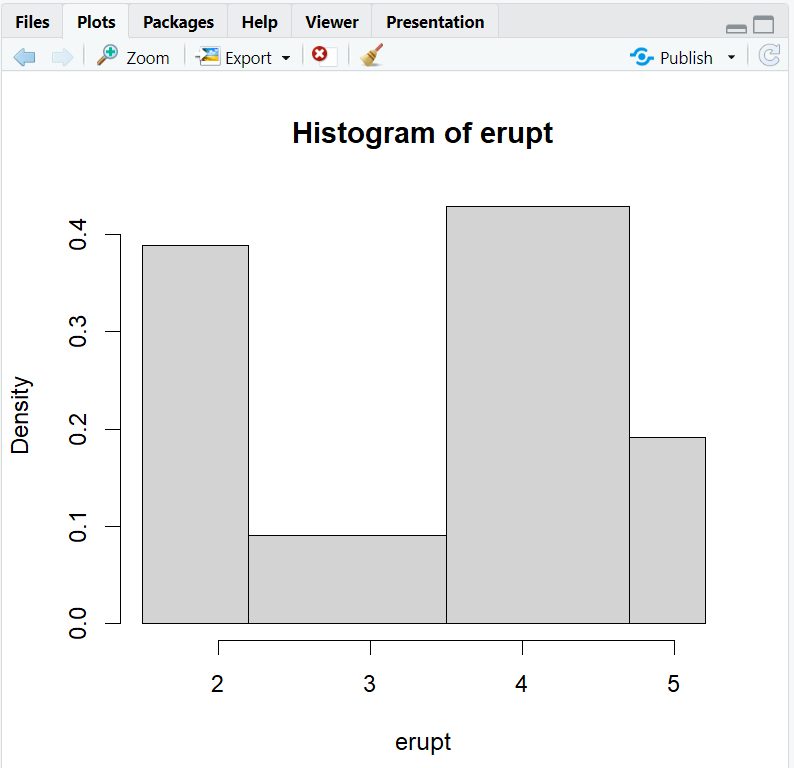 Files Plots Packages Help Viewer Presentation
Zoom Export Publish
Histogram of erupt
Density
0.4
0.3
0.2
0.1
0.0
2 3 4 5
erupt